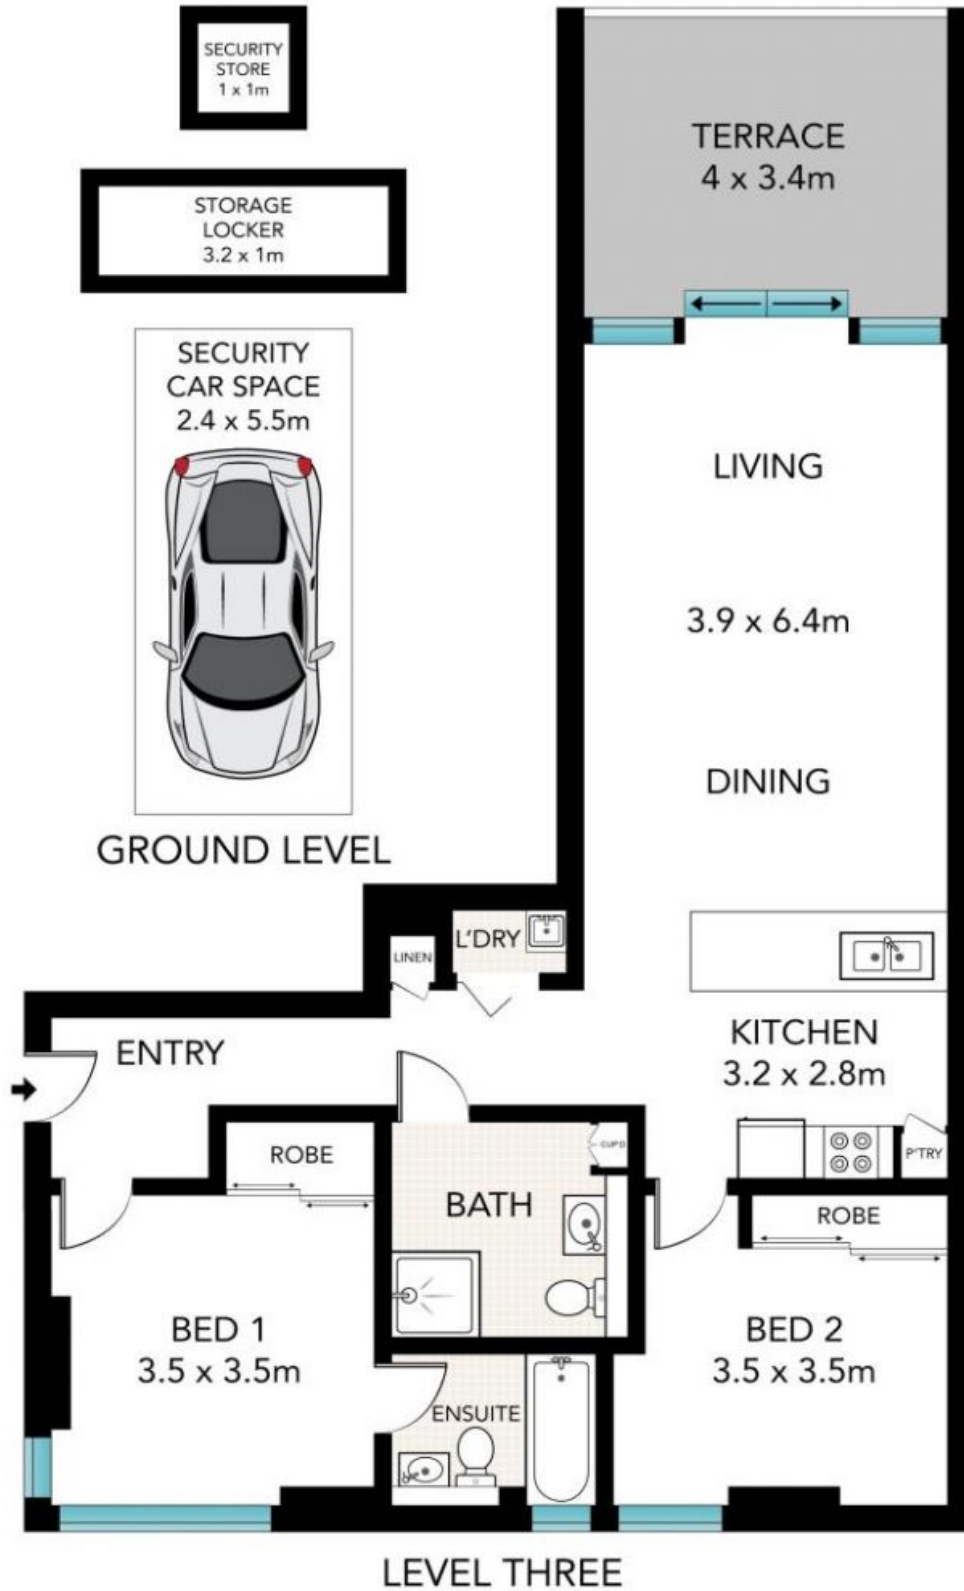 SECURITY
STORE
1 x 1m
STORAGE
LOCKER
3.2 x 1m
SECURITY
CAR SPACE
2.4 x 5.5m
GROUND LEVEL
TERRACE
4 x 3.4m
LIVING
3.9 x 6.4m
DINING
L'DRY
LINEN
ENTRY
KITCHEN
3.2 x 2.8m
P'TRY
ROBE
CUP'D
BATH
ROBE
BED 1
3.5 x 3.5m
BED 2
3.5 x 3.5m
ENSUITE
LEVEL THREE